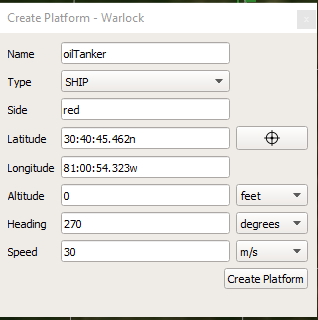 Create Platform - Warlock x
Name oilTanker
Type SHIP
Side red
Latitude 30:40:45.462n
Longitude 81:00:54.323w
Altitude 0 feet
Heading 270 degrees
Speed 30 m/s
Create Platform